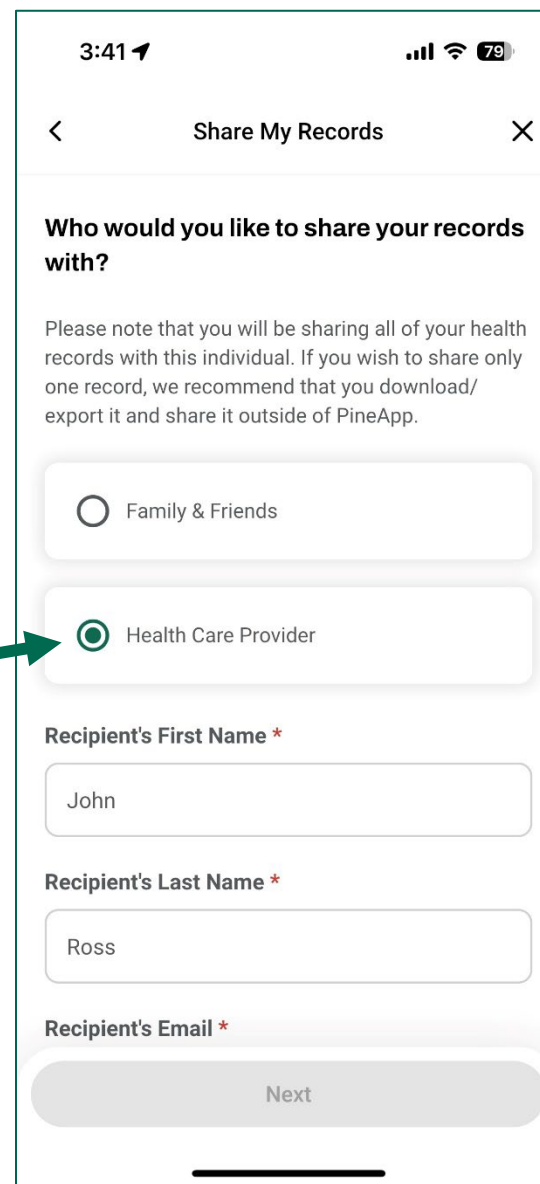 3:41
79
Share My Records
Who would you like to share your records
with?
Please note that you will be sharing all of your health
records with this individual. If you wish to share only
one record, we recommend that you download/
export it and share it outside of PineApp.
Family & Friends
Health Care Provider
Recipient's First Name *
John
Recipient's Last Name *
Ross
Recipient's Email *
Next